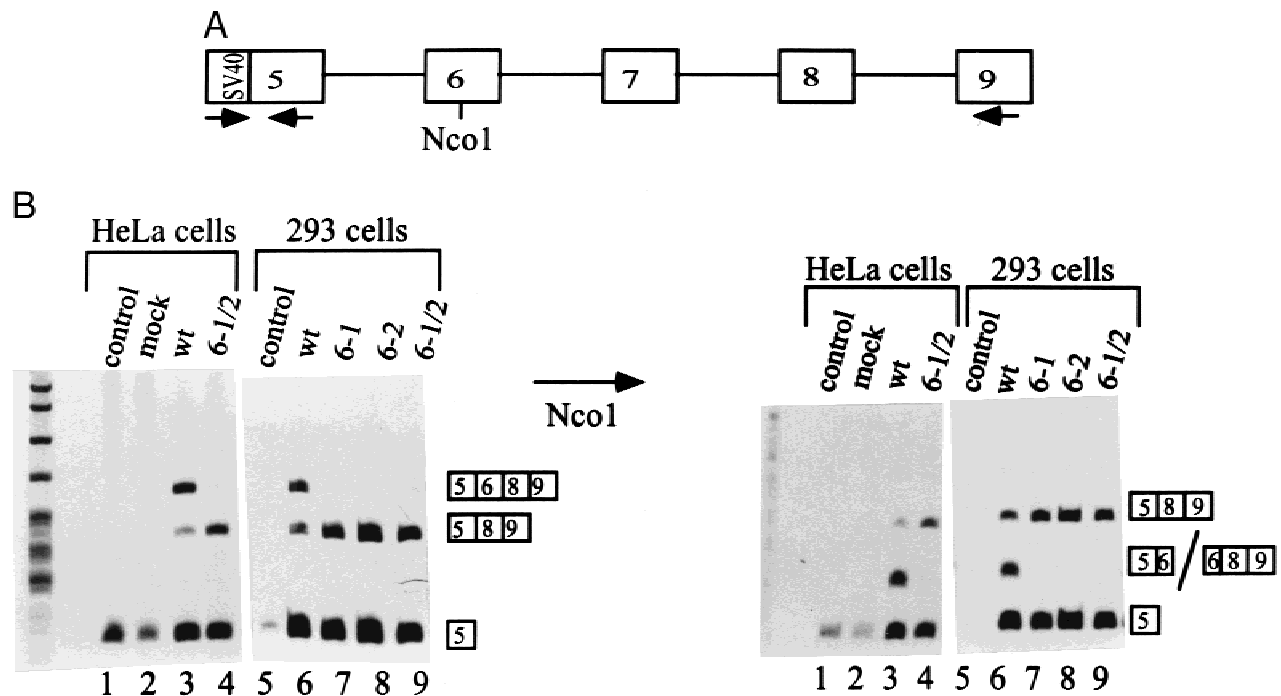 A
SV40 5 6 7 8 9
Nco1
B
HeLa cells 293 cells
control mock wt 6-1/2 control wt 6-1 6-2 6-1/2
5 6 8 9
5 8 9
5
1 2 3 4 5 6 7 8 9
Nco1
HeLa cells 293 cells
control mock wt 6-1/2 control wt 6-1 6-2 6-1/2
5 8 9
5 6 / 6 8 9
5
1 2 3 4 5 6 7 8 9